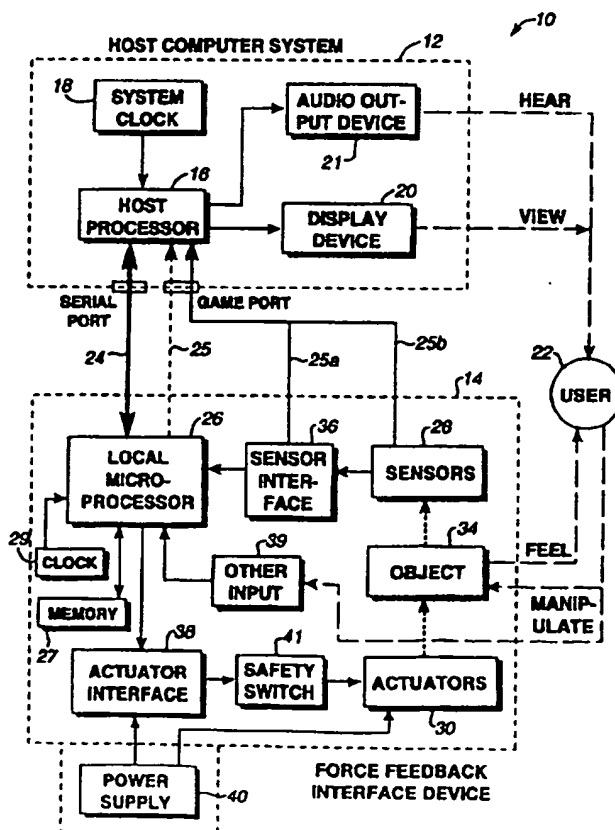 10
HOST COMPUTER SYSTEM
12
18
SYSTEM
CLOCK
AUDIO OUT-
PUT DEVICE
21
HEAR
18
HOST
PROCESSOR
20
DISPLAY
DEVICE
VIEW
SERIAL
PORT
GAME PORT
24
25
25a
25b
22
USER
14
26
LOCAL
MICRO-
PROCESSOR
36
SENSOR
INTER-
FACE
28
SENSORS
29
CLOCK
39
OTHER
INPUT
34
OBJECT
FEEL
MEMORY
27
MANIP-
ULATE
38
ACTUATOR
INTERFACE
41
SAFETY
SWITCH
ACTUATORS
30
POWER
SUPPLY
40
FORCE FEEDBACK
INTERFACE DEVICE